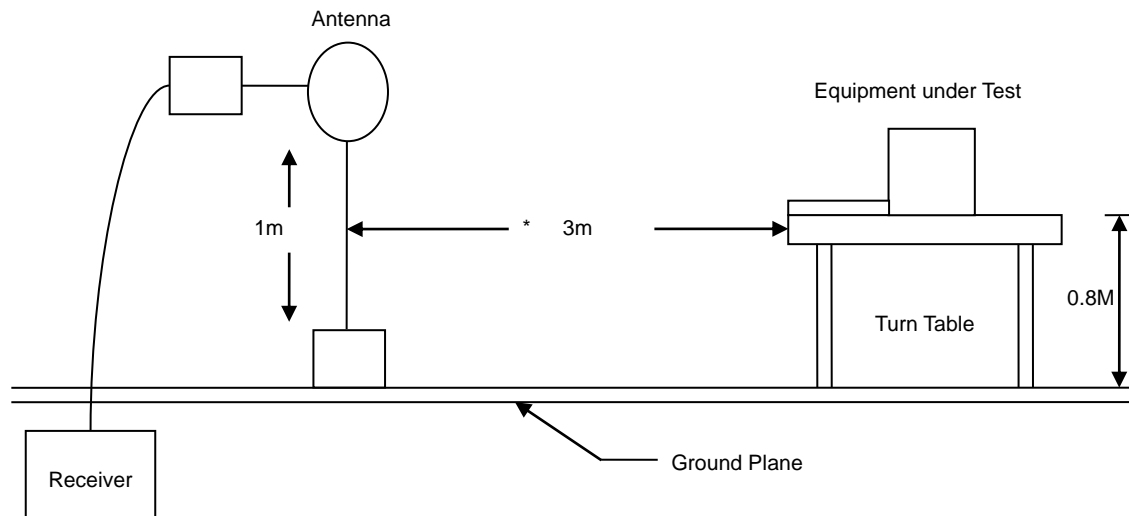 Antenna
Equipment under Test
1m
* 3m
0.8M
Turn Table
Ground Plane
Receiver